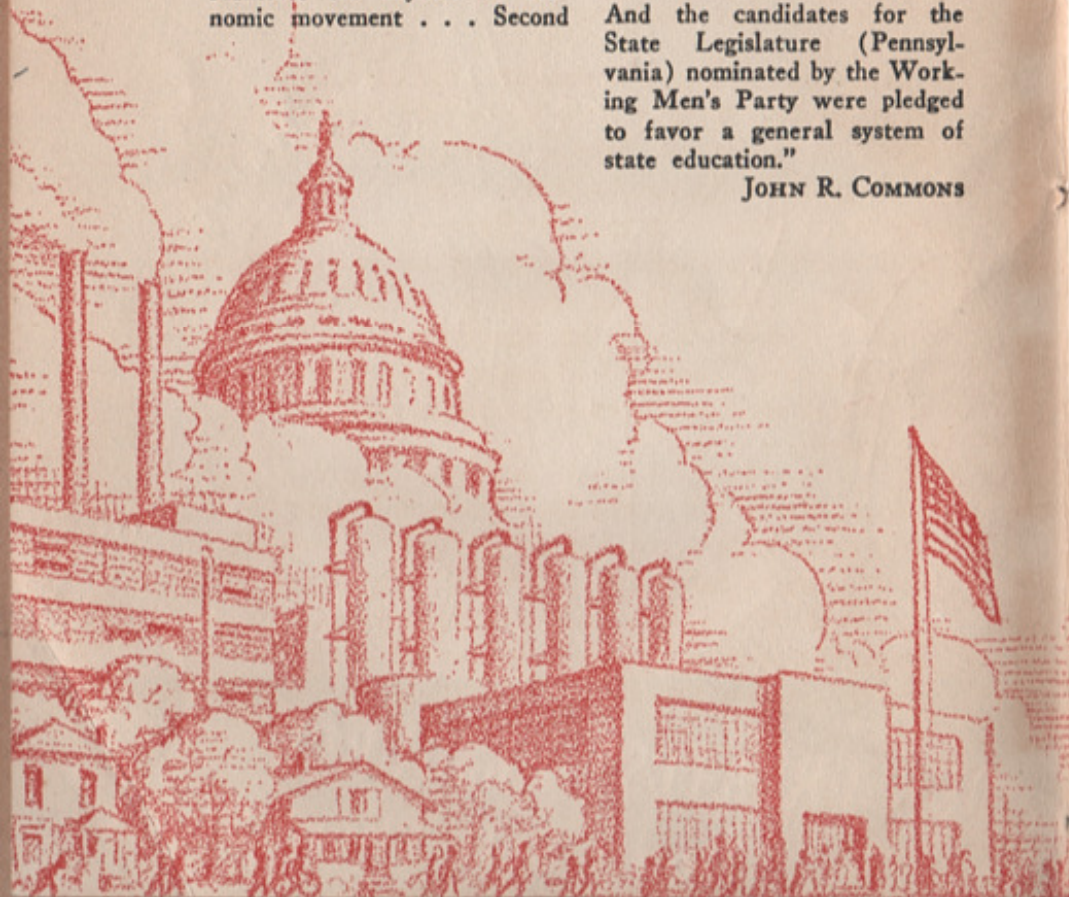 nomic movement . . . Second
And the candidates for the
State Legislature (Pennsyl-
vania) nominated by the Work-
ing Men's Party were pledged
to favor a general system of
state education."
JOHN R. COMMONS